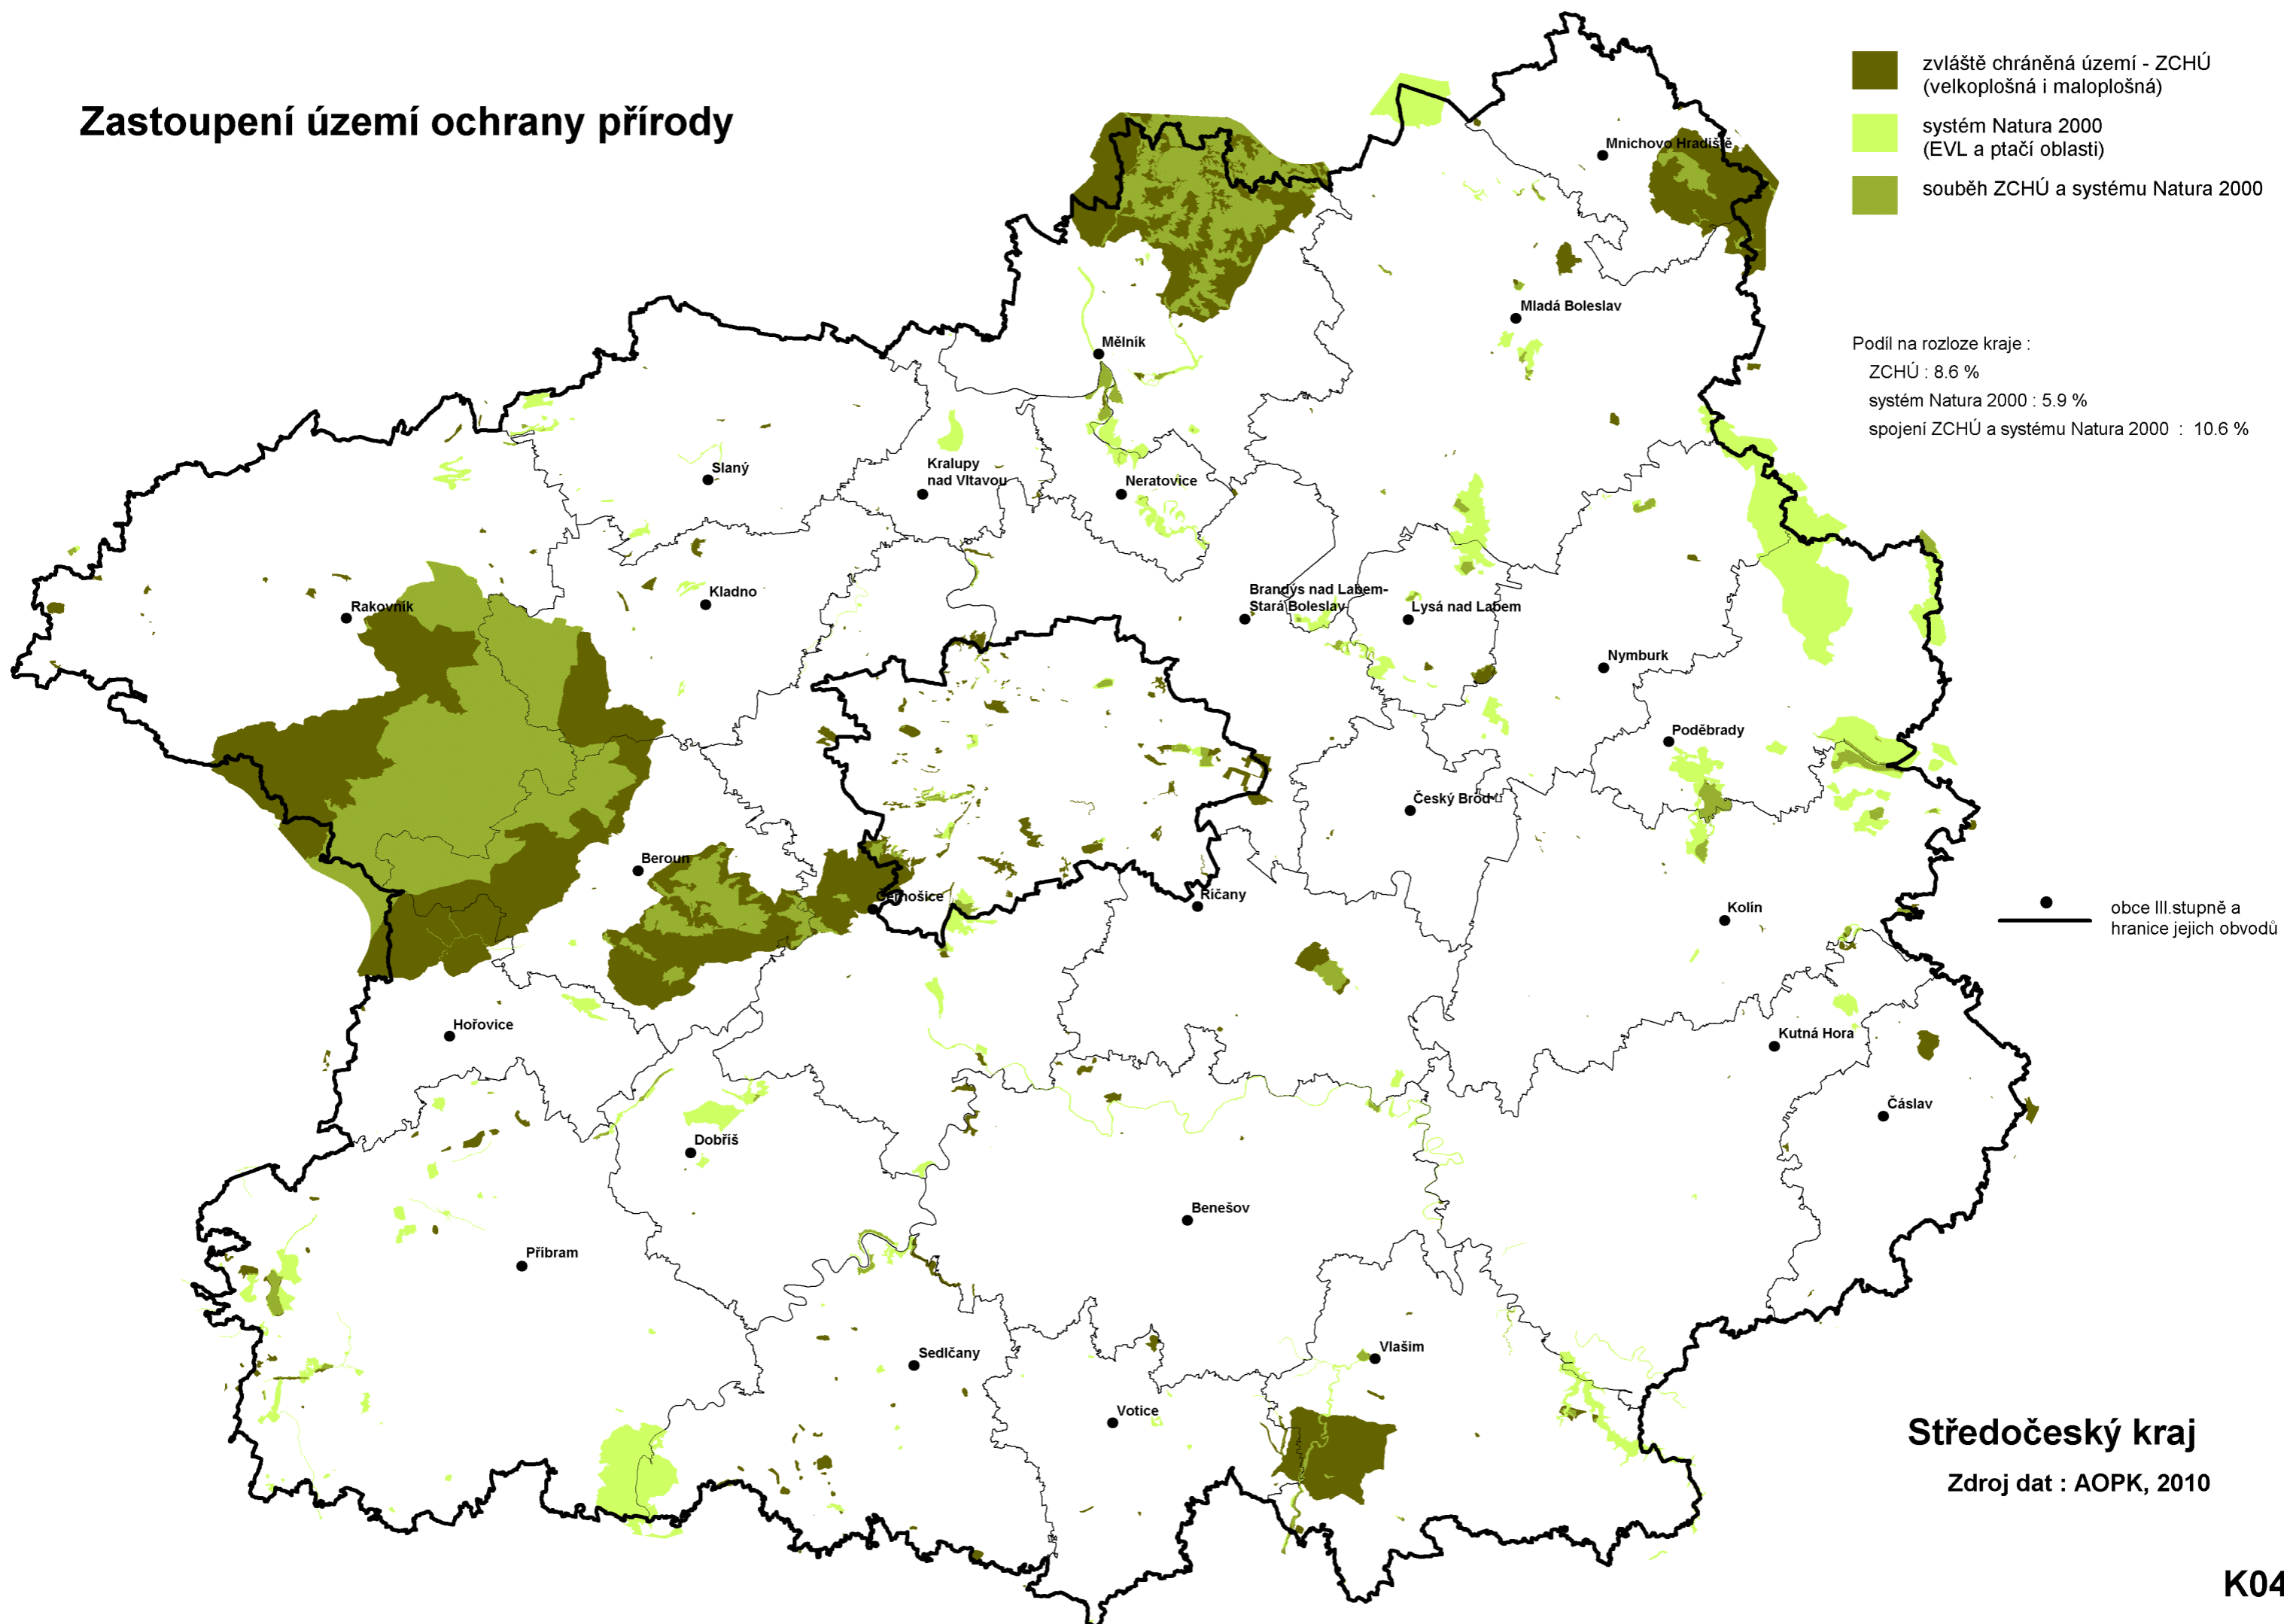 Zastoupení území ochrany přírody
zvláště chráněná území - ZCHÚ
(velkoplošná i maloplošná)
systém Natura 2000
(EVL a ptačí oblasti)
souběh ZCHÚ a systému Natura 2000
Podíl na rozloze kraje :
ZCHÚ : 8.6 %
systém Natura 2000 : 5.9 %
spojení ZCHÚ a systému Natura 2000 : 10.6 %
Mnichovo Hradiště
Mladá Boleslav
Mělník
Slaný
Kralupy
nad Vltavou
Neratovice
Rakovník
Kladno
Brandýs nad Labem-
Stará Boleslav
Lysá nad Labem
Nymburk
Poděbrady
Český Brod
Beroun
Černošice
Říčany
Kolín
obce III.stupně a
hranice jejich obvodů
Hořovice
Kutná Hora
Čáslav
Dobříš
Benešov
Příbram
Sedlčany
Vlašim
Votice
Středočeský kraj
Zdroj dat : AOPK, 2010
K04